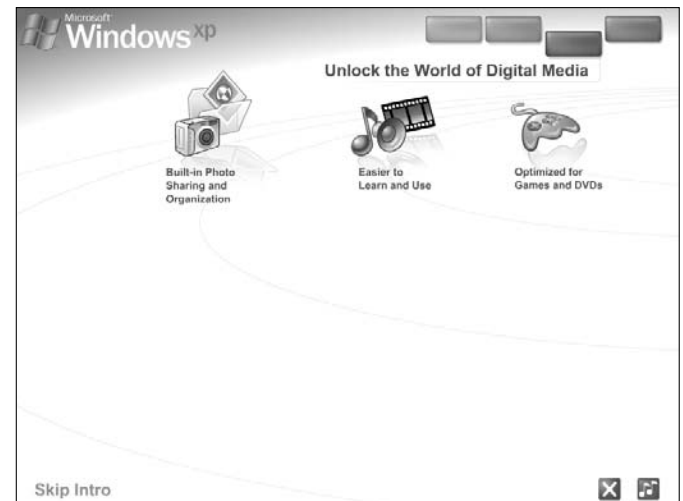 Microsoft
Windows xp
Unlock the World of Digital Media
Built-in Photo
Sharing and
Organization
Easier to
Learn and Use
Optimized for
Games and DVDs
Skip Intro